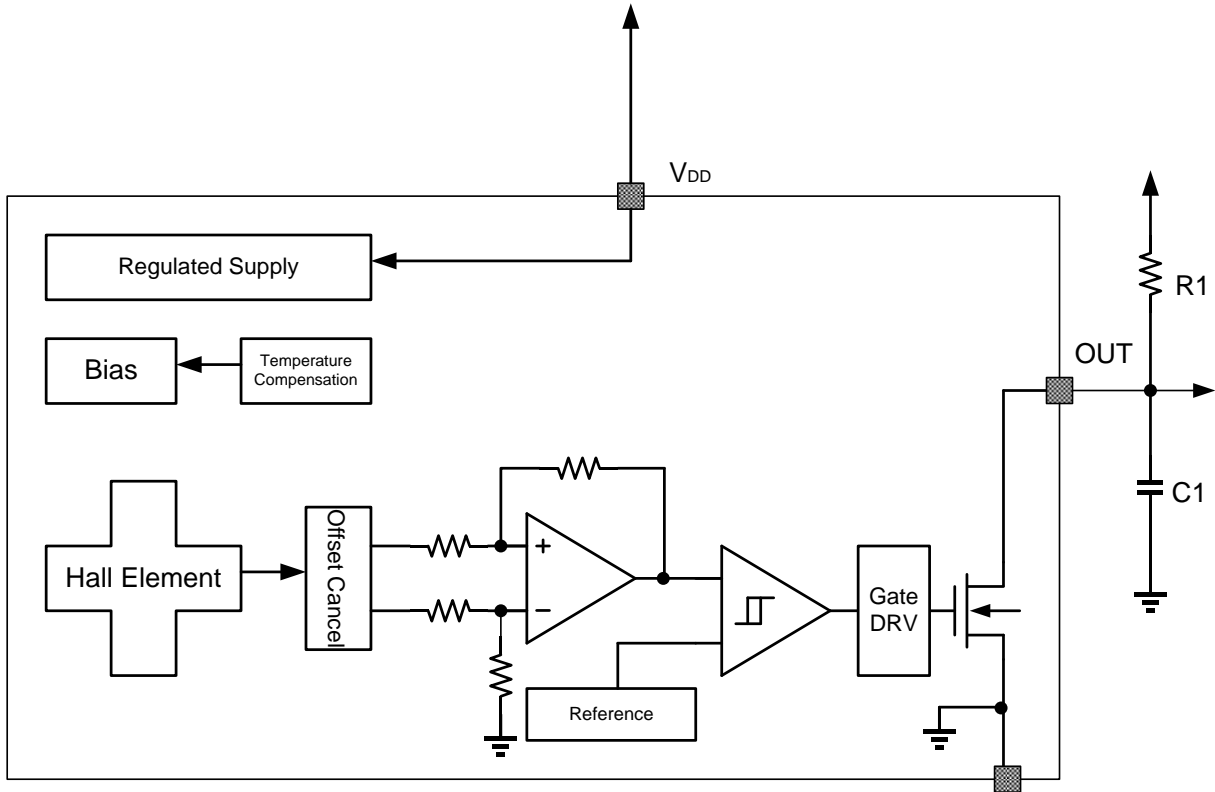 VDD
Regulated Supply
R1
OUT
Bias
Temperature
Compensation
C1
Offset Cancel
+
Hall Element
Gate
DRV
−
Reference